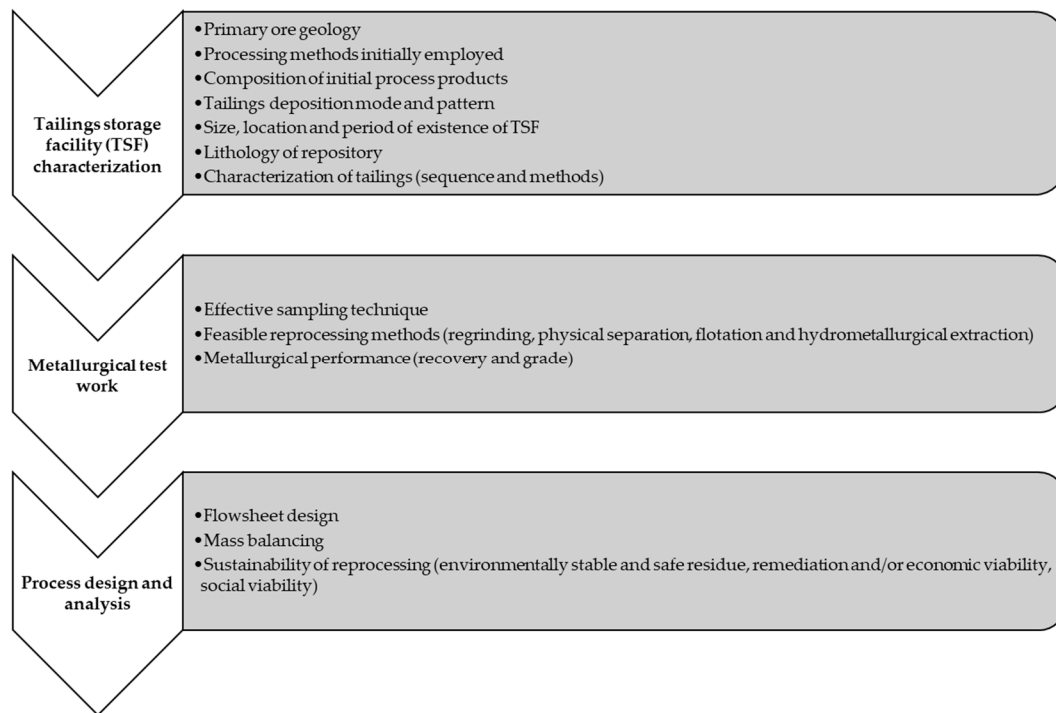 Tailings storage
facility (TSF)
characterization
•Primary ore geology
•Processing methods initially employed
•Composition of initial process products
•Tailings deposition mode and pattern
•Size, location and period of existence of TSF
•Lithology of repository
•Characterization of tailings (sequence and methods)
Metallurgical test
work
•Effective sampling technique
•Feasible reprocessing methods (regrinding, physical separation, flotation and hydrometallurgical extraction)
•Metallurgical performance (recovery and grade)
Process design and
analysis
•Flowsheet design
•Mass balancing
•Sustainability of reprocessing (environmentally stable and safe residue, remediation and/or economic viability,
social viability)